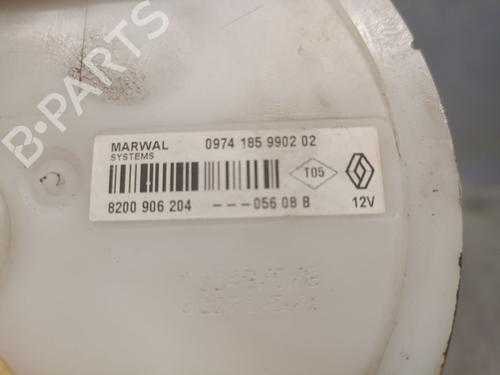 B-PARTS
MARWAL 0974 185 9902 02
SYSTEMS
T05
8200 906 204 ---056 08 B 12V